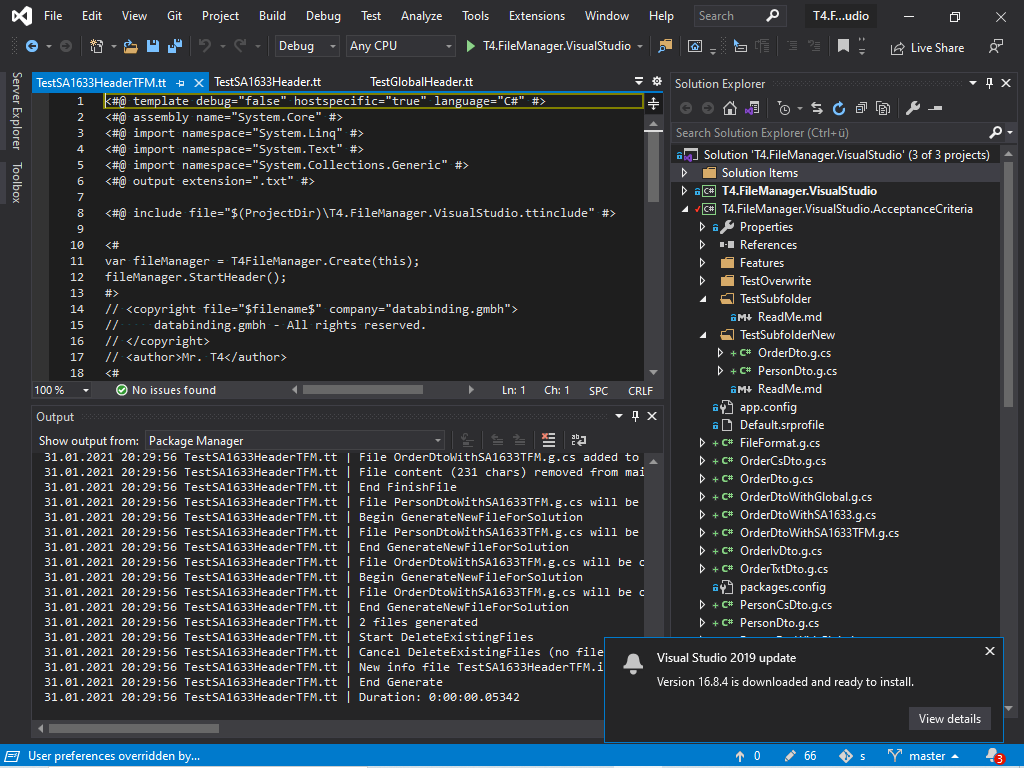 File Edit View Git Project Build Debug Test Analyze Tools Extensions Window Help Search T4.F...udio
Debug Any CPU T4.FileManager.VisualStudio Live Share
Server Explorer
Toolbox
TestSA1633HeaderTFM.tt TestSA1633Header.tt TestGlobalHeader.tt
1 <#@ template debug="false" hostspecific="true" language="C#" #>
2 <#@ assembly name="System.Core" #>
3 <#@ import namespace="System.Linq" #>
4 <#@ import namespace="System.Text" #>
5 <#@ import namespace="System.Collections.Generic" #>
6 <#@ output extension=".txt" #>
7
8 <#@ include file="$(ProjectDir)\T4.FileManager.VisualStudio.ttinclude" #>
9
10 <#
11 var fileManager = T4FileManager.Create(this);
12 fileManager.StartHeader();
13 #>
14 // <copyright file="$filename$" company="databinding.gmbh">
15 //     databinding.gmbh - All rights reserved.
16 // </copyright>
17 // <author>Mr. T4</author>
18 <#
100 % No issues found Ln: 1 Ch: 1 SPC CRLF
Output
Show output from: Package Manager
31.01.2021 20:29:56 TestSA1633HeaderTFM.tt | File OrderDtoWithSA1633TFM.g.cs added to
31.01.2021 20:29:56 TestSA1633HeaderTFM.tt | File content (231 chars) removed from mai
31.01.2021 20:29:56 TestSA1633HeaderTFM.tt | End FinishFile
31.01.2021 20:29:56 TestSA1633HeaderTFM.tt | File PersonDtoWithSA1633TFM.g.cs will be
31.01.2021 20:29:56 TestSA1633HeaderTFM.tt | Begin GenerateNewFileForSolution
31.01.2021 20:29:56 TestSA1633HeaderTFM.tt | File PersonDtoWithSA1633TFM.g.cs will be
31.01.2021 20:29:56 TestSA1633HeaderTFM.tt | End GenerateNewFileForSolution
31.01.2021 20:29:56 TestSA1633HeaderTFM.tt | File OrderDtoWithSA1633TFM.g.cs will be c
31.01.2021 20:29:56 TestSA1633HeaderTFM.tt | Begin GenerateNewFileForSolution
31.01.2021 20:29:56 TestSA1633HeaderTFM.tt | File OrderDtoWithSA1633TFM.g.cs will be c
31.01.2021 20:29:56 TestSA1633HeaderTFM.tt | End GenerateNewFileForSolution
31.01.2021 20:29:56 TestSA1633HeaderTFM.tt | 2 files generated
31.01.2021 20:29:56 TestSA1633HeaderTFM.tt | Start DeleteExistingFiles
31.01.2021 20:29:56 TestSA1633HeaderTFM.tt | Cancel DeleteExistingFiles (no file
31.01.2021 20:29:56 TestSA1633HeaderTFM.tt | New info file TestSA1633HeaderTFM.i
31.01.2021 20:29:56 TestSA1633HeaderTFM.tt | End Generate
31.01.2021 20:29:56 TestSA1633HeaderTFM.tt | Duration: 0:00:00.05342
Solution Explorer
Search Solution Explorer (Ctrl+ü)
Solution 'T4.FileManager.VisualStudio' (3 of 3 projects)
Solution Items
C# T4.FileManager.VisualStudio
C# T4.FileManager.VisualStudio.AcceptanceCriteria
Properties
References
Features
TestOverwrite
TestSubfolder
M↓ ReadMe.md
TestSubfolderNew
+ C# OrderDto.g.cs
+ C# PersonDto.g.cs
M↓ ReadMe.md
app.config
Default.srprofile
+ C# FileFormat.g.cs
+ C# OrderCsDto.g.cs
+ C# OrderDto.g.cs
+ C# OrderDtoWithGlobal.g.cs
+ C# OrderDtoWithSA1633.g.cs
+ C# OrderDtoWithSA1633TFM.g.cs
+ C# OrderIvDto.g.cs
+ C# OrderTxtDto.g.cs
packages.config
+ C# PersonCsDto.g.cs
+ C# PersonDto.g.cs
Visual Studio 2019 update
Version 16.8.4 is downloaded and ready to install.
View details
User preferences overridden by... 0 66 s master 3